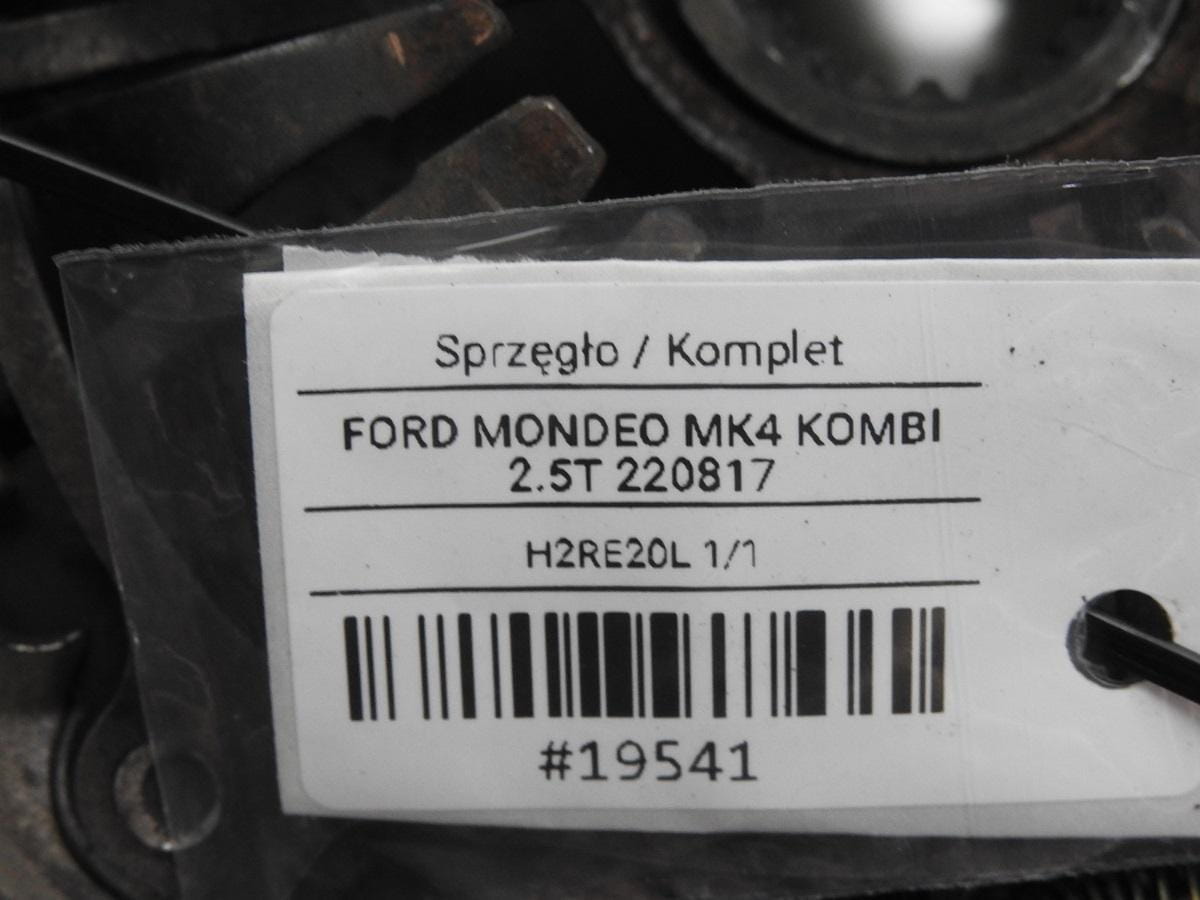 Sprzęgło / Komplet
FORD MONDEO MK4 KOMBI
2.5T 220817
H2RE20L 1/1
#19541